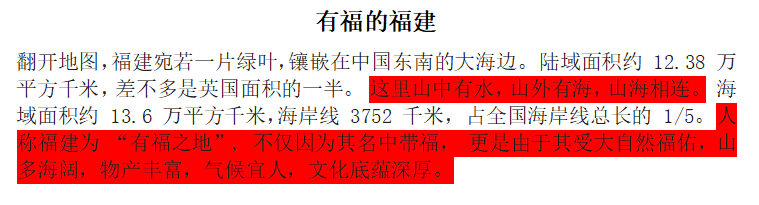 有福的福建
翻开地图，福建宛若一片绿叶，镶嵌在中国东南的大海边。陆域面积约 12.38 万
平方千米，差不多是英国面积的一半。 这里山中有水，山外有海，山海相连。 海
域面积约 13.6 万平方千米，海岸线 3752 千米，占全国海岸线总长的 1/5。人
称福建为 “有福之地”，不仅因为其名中带福， 更是由于其受大自然福佑，山
多海阔，物产丰富，气候宜人，文化底蕴深厚。